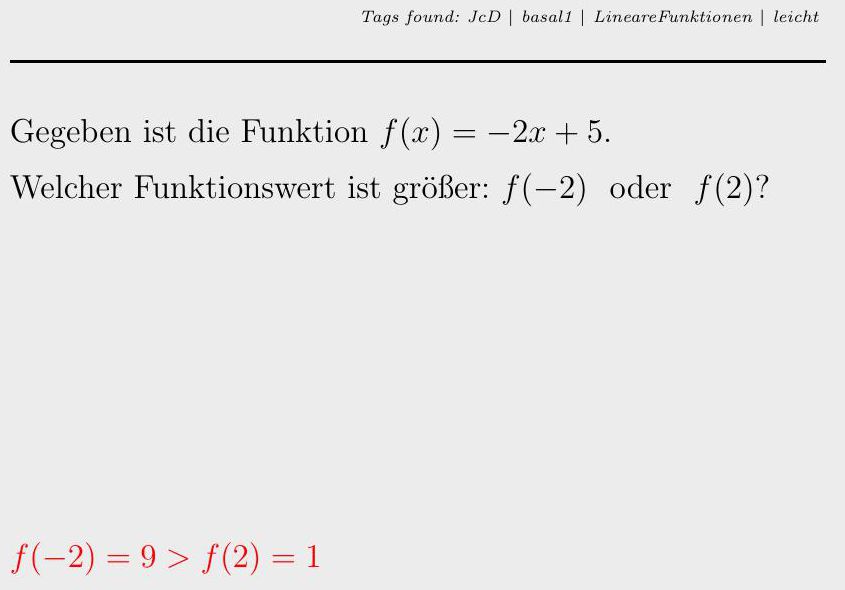 Tags found: JcD | basal1 | LineareFunktionen | leicht
Gegeben ist die Funktion f(x) = −2x + 5.
Welcher Funktionswert ist größer: f(−2) oder f(2)?
f(−2) = 9 > f(2) = 1